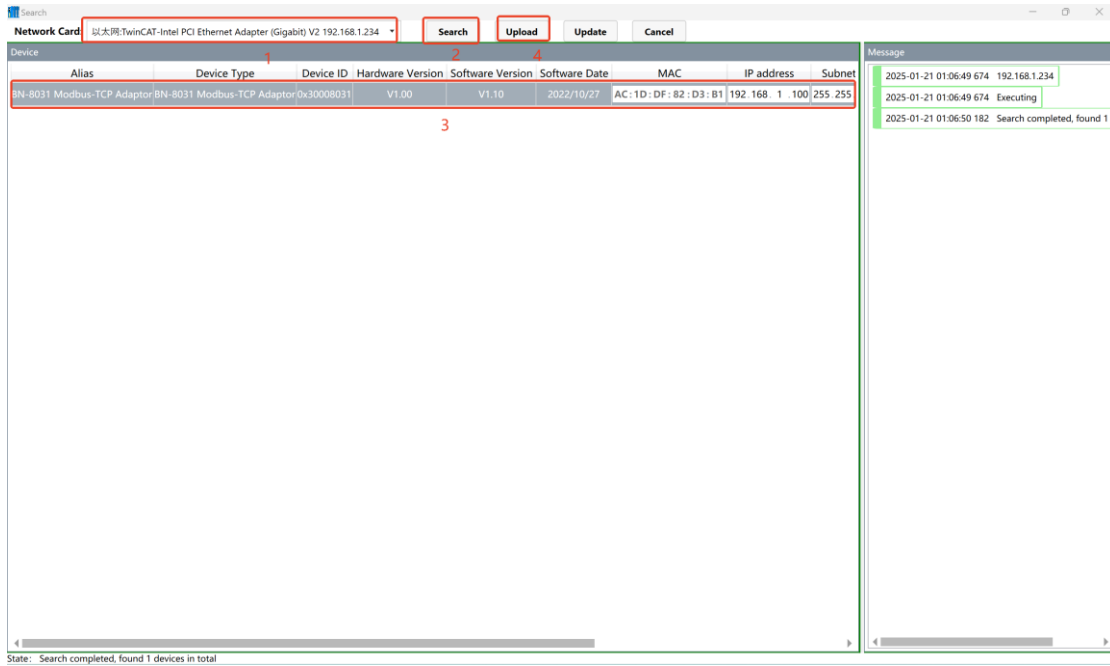 Search
Network Card: 以太网:TwinCAT-Intel PCI Ethernet Adapter (Gigabit) V2 192.168.1.234 Search Upload Update Cancel
1 2 4
Device
Alias Device Type Device ID Hardware Version Software Version Software Date MAC IP address Subnet
BN-8031 Modbus-TCP Adaptor BN-8031 Modbus-TCP Adaptor 0x30008031 V1.00 V1.10 2022/10/27 AC:1D:DF:82:D3:B1 192.168. 1 .100 255.255
3
Message
2025-01-21 01:06:49 674 192.168.1.234
2025-01-21 01:06:49 674 Executing
2025-01-21 01:06:50 182 Search completed, found 1
State: Search completed, found 1 devices in total